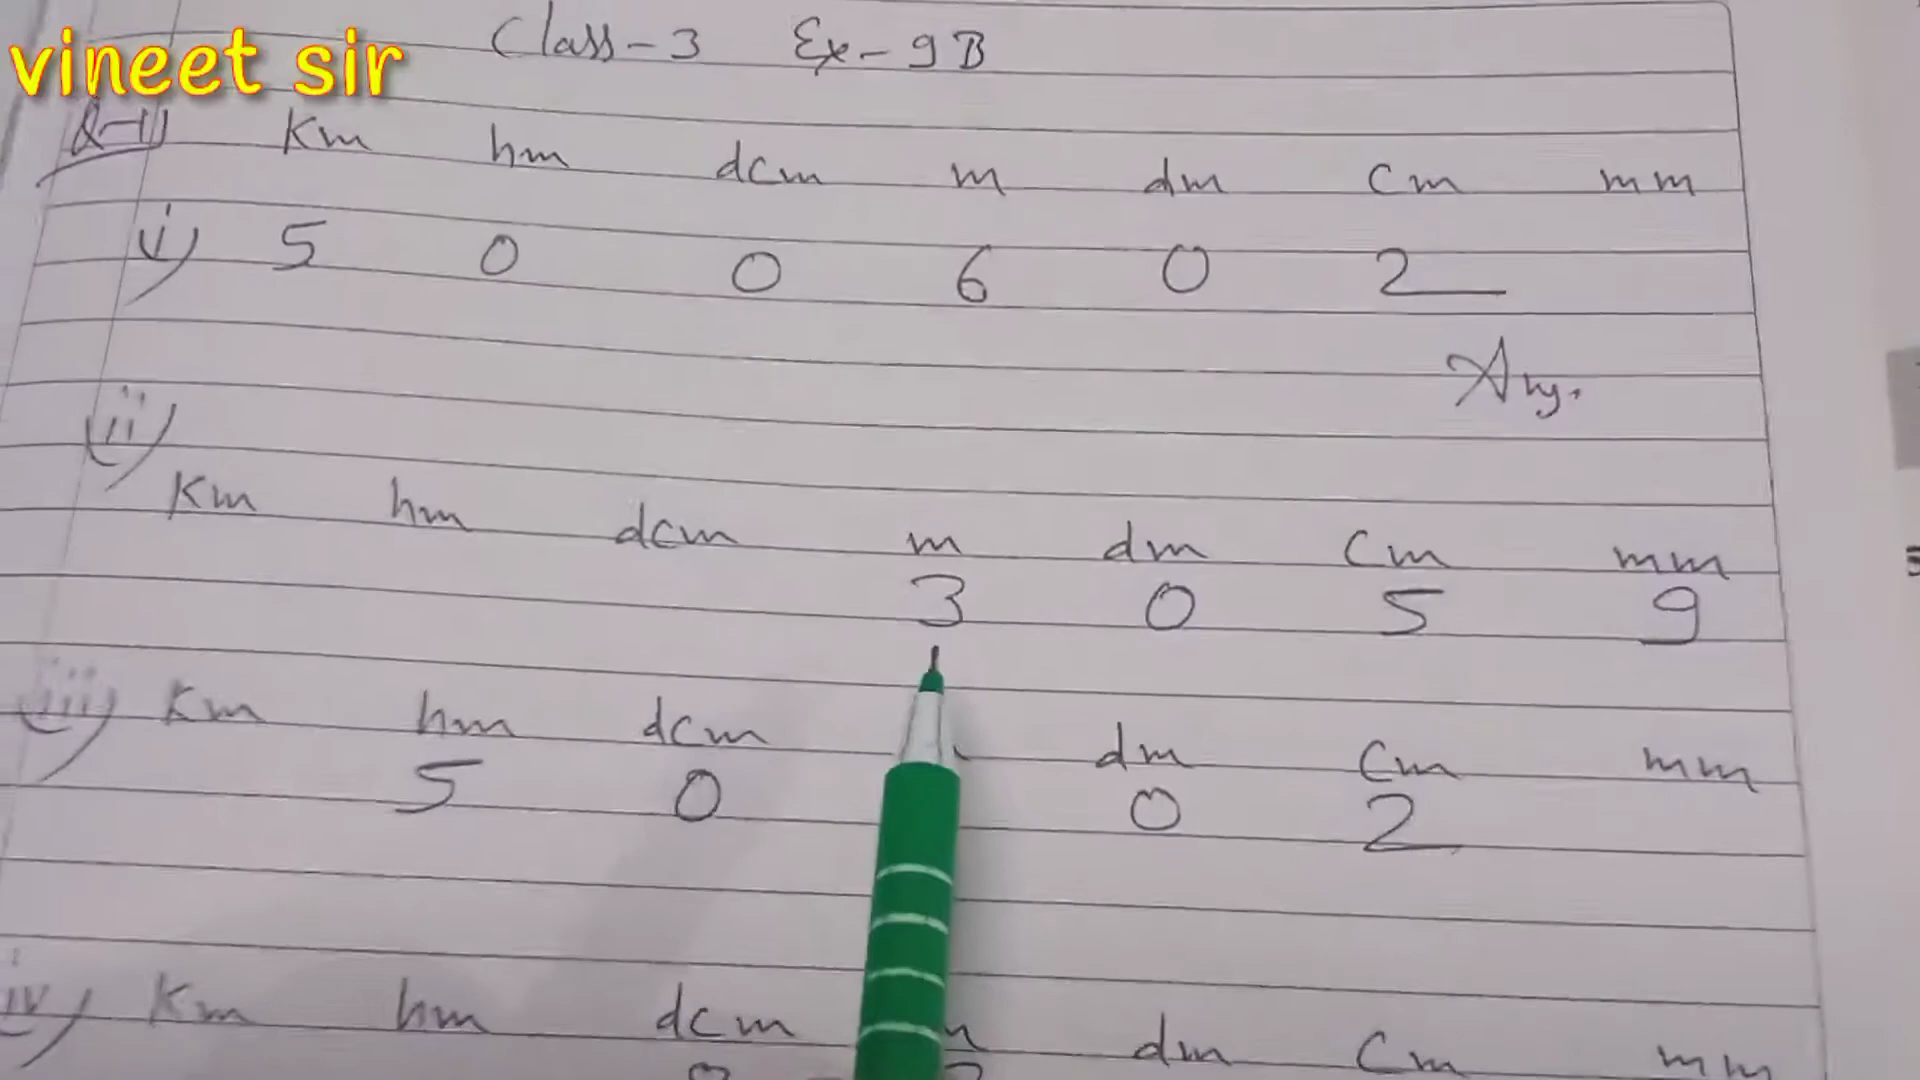 vineet sir
Class-3 Ex-9B
Q-1) Km hm dcm m dm cm mm
i) 5 0 0 6 0 2
Ans.
(ii)
Km hm dcm m dm cm mm
3 0 5 9
(iii) Km hm dcm dm cm mm
5 0 0 2
iv) Km hm dcm dm cm mm